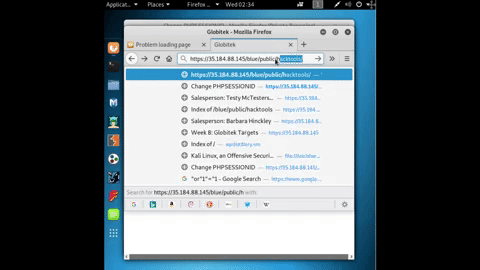 Applicat... Places Firefox ... Wed 02:34
Globitek - Mozilla Firefox
Problem loading page
Globitek
https://35.184.88.145/blue/public/hacktools/
https://35.184.88.145/blue/public/hacktools/ —
Change PHPSESSIONID — https://35.184.88.145/...
Salesperson: Testy McTesters... — https://35.184...
Index of /blue/public/hacktools — https://35.184.8...
Salesperson: Barbara Hinckley — https://35.184.8...
Week 8: Globitek Targets — https://35.184.88.145
Index of / —
Kali Linux, an Offensive Securi... —
Change PHPSESSIONID — https://35.184.88.145/...
"or"1"="1 - Google Search — https://www.google...
Search for https://35.184.88.145/blue/public/h with: